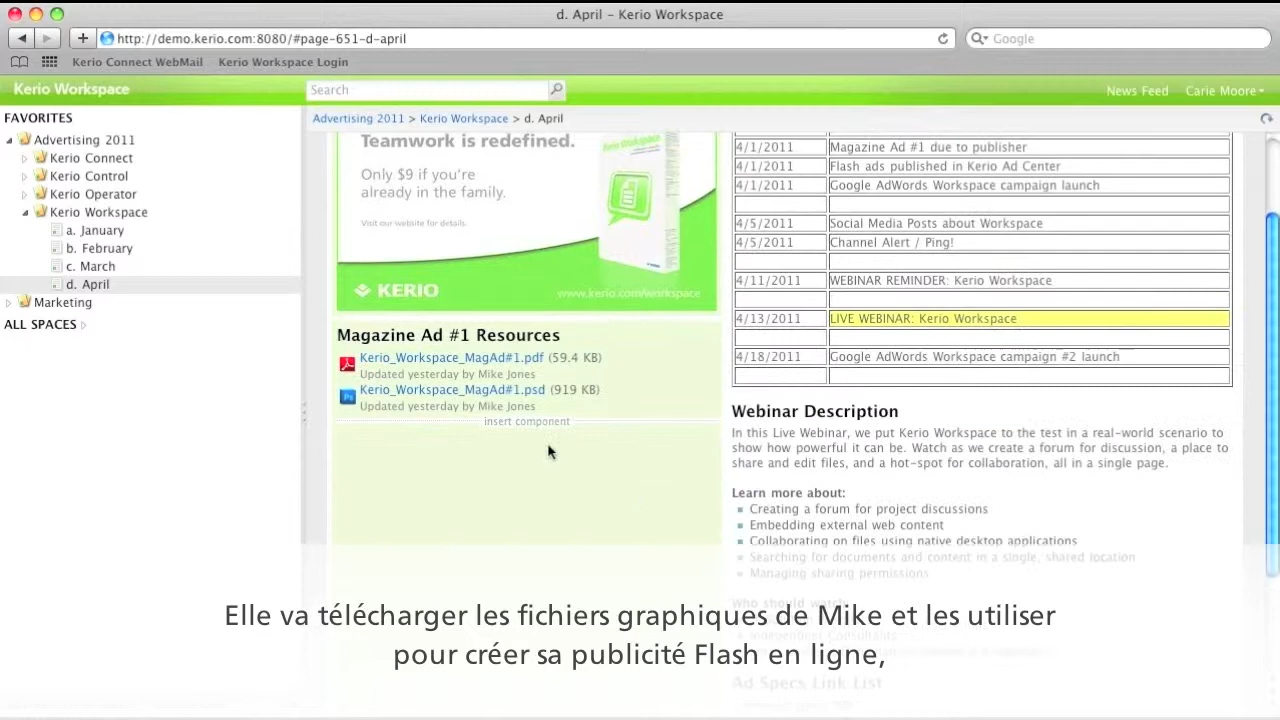 d. April – Kerio Workspace
http://demo.kerio.com:8080/#page-651-d-april
Google
Kerio Connect WebMail Kerio Workspace Login
Kerio Workspace
Search
News Feed Carie Moore
FAVORITES
Advertising 2011
Kerio Connect
Kerio Control
Kerio Operator
Kerio Workspace
a. January
b. February
c. March
d. April
Marketing
ALL SPACES
Advertising 2011 > Kerio Workspace > d. April
Teamwork is redefined.
Only $9 if you're
already in the family.
Visit our website for details.
Kerio Workspace
KERIO
www.kerio.com/workspace
Magazine Ad #1 Resources
Kerio_Workspace_MagAd#1.pdf (59.4 KB)
Updated yesterday by Mike Jones
Ps
Kerio_Workspace_MagAd#1.psd (919 KB)
Updated yesterday by Mike Jones
insert component
4/1/2011 Magazine Ad #1 due to publisher
4/1/2011 Flash ads published in Kerio Ad Center
4/1/2011 Google AdWords Workspace campaign launch
4/5/2011 Social Media Posts about Workspace
4/5/2011 Channel Alert / Ping!
4/11/2011 WEBINAR REMINDER: Kerio Workspace
4/13/2011 LIVE WEBINAR: Kerio Workspace
4/18/2011 Google AdWords Workspace campaign #2 launch
Webinar Description
In this Live Webinar, we put Kerio Workspace to the test in a real-world scenario to
show how powerful it can be. Watch as we create a forum for discussion, a place to
share and edit files, and a hot-spot for collaboration, all in a single page.
Learn more about:
Creating a forum for project discussions
Embedding external web content
Collaborating on files using native desktop applications
Searching for documents and content in a single, shared location
Managing sharing permissions
Who should watch:
Independent Consultants
Ad Specs Link List
Elle va télécharger les fichiers graphiques de Mike et les utiliser
pour créer sa publicité Flash en ligne,